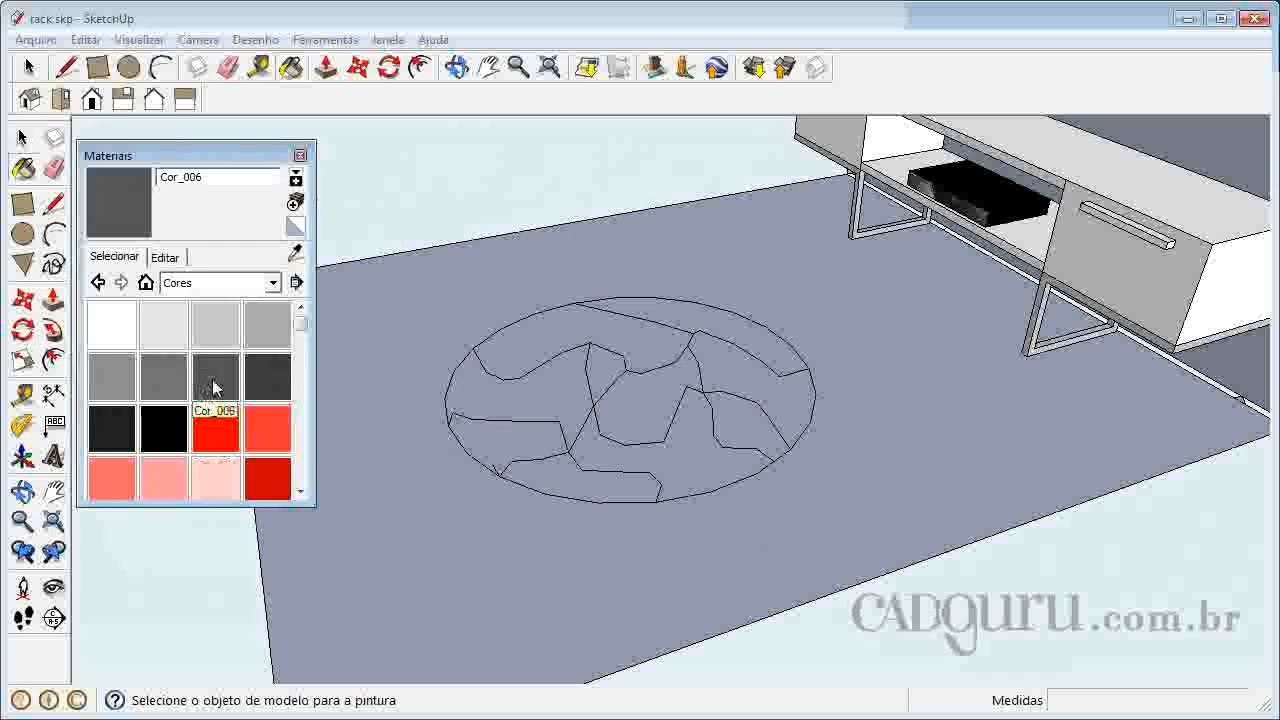 rack.skp - SketchUp
Arquivo Editar Visualizar Câmera Desenho Ferramentas Janela Ajuda
Materiais
Cor_006
Selecionar Editar
Cores
Cor_006
ABC
CADguru.com.br
Selecione o objeto de modelo para a pintura
Medidas